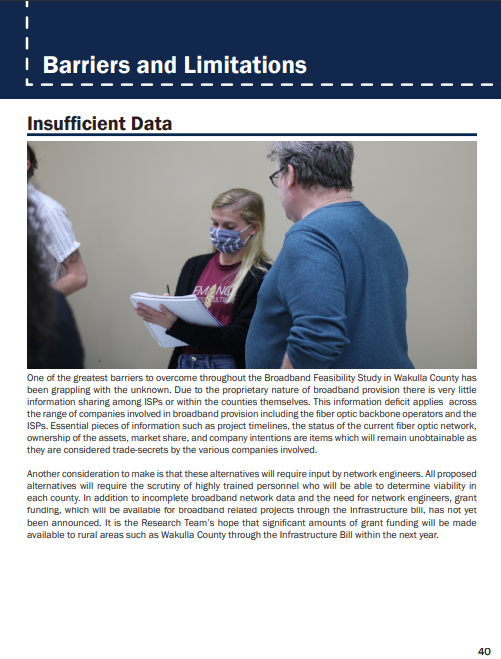 Barriers and Limitations
Insufficient Data
One of the greatest barriers to overcome throughout the Broadband Feasibility Study in Wakulla County has
been grappling with the unknown. Due to the proprietary nature of broadband provision there is very little
information sharing among ISPs or within the counties themselves. This information deficit applies across
the range of companies involved in broadband provision including the fiber optic backbone operators and the
ISPs. Essential pieces of information such as project timelines, the status of the current fiber optic network,
ownership of the assets, market share, and company intentions are items which will remain unobtainable as
they are considered trade-secrets by the various companies involved.
Another consideration to make is that these alternatives will require input by network engineers. All proposed
alternatives will require the scrutiny of highly trained personnel who will be able to determine viability in
each county. In addition to incomplete broadband network data and the need for network engineers, grant
funding, which will be available for broadband related projects through the Infrastructure bill, has not yet
been announced. It is the Research Team's hope that significant amounts of grant funding will be made
available to rural areas such as Wakulla County through the Infrastructure Bill within the next year.
40